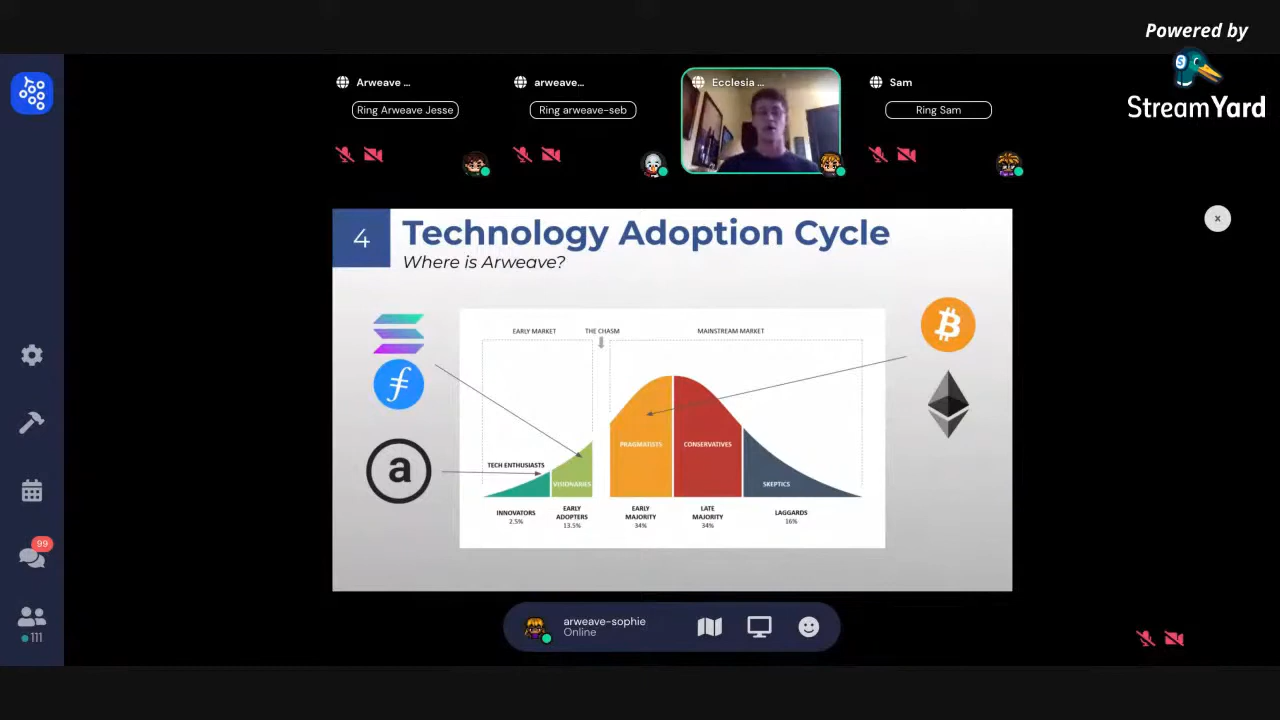 Powered by
StreamYard
Arweave ...
Ring Arweave Jesse
arweave...
Ring arweave-seb
Ecclesia ...
Sam
Ring Sam
×
4
Technology Adoption Cycle
Where is Arweave?
EARLY MARKET
THE CHASM
MAINSTREAM MARKET
TECH ENTHUSIASTS
VISIONARIES
PRAGMATISTS
CONSERVATIVES
SKEPTICS
INNOVATORS
2.5%
EARLY
ADOPTERS
13.5%
EARLY
MAJORITY
34%
LATE
MAJORITY
34%
LAGGARDS
16%
a
99
111
arweave-sophie
Online